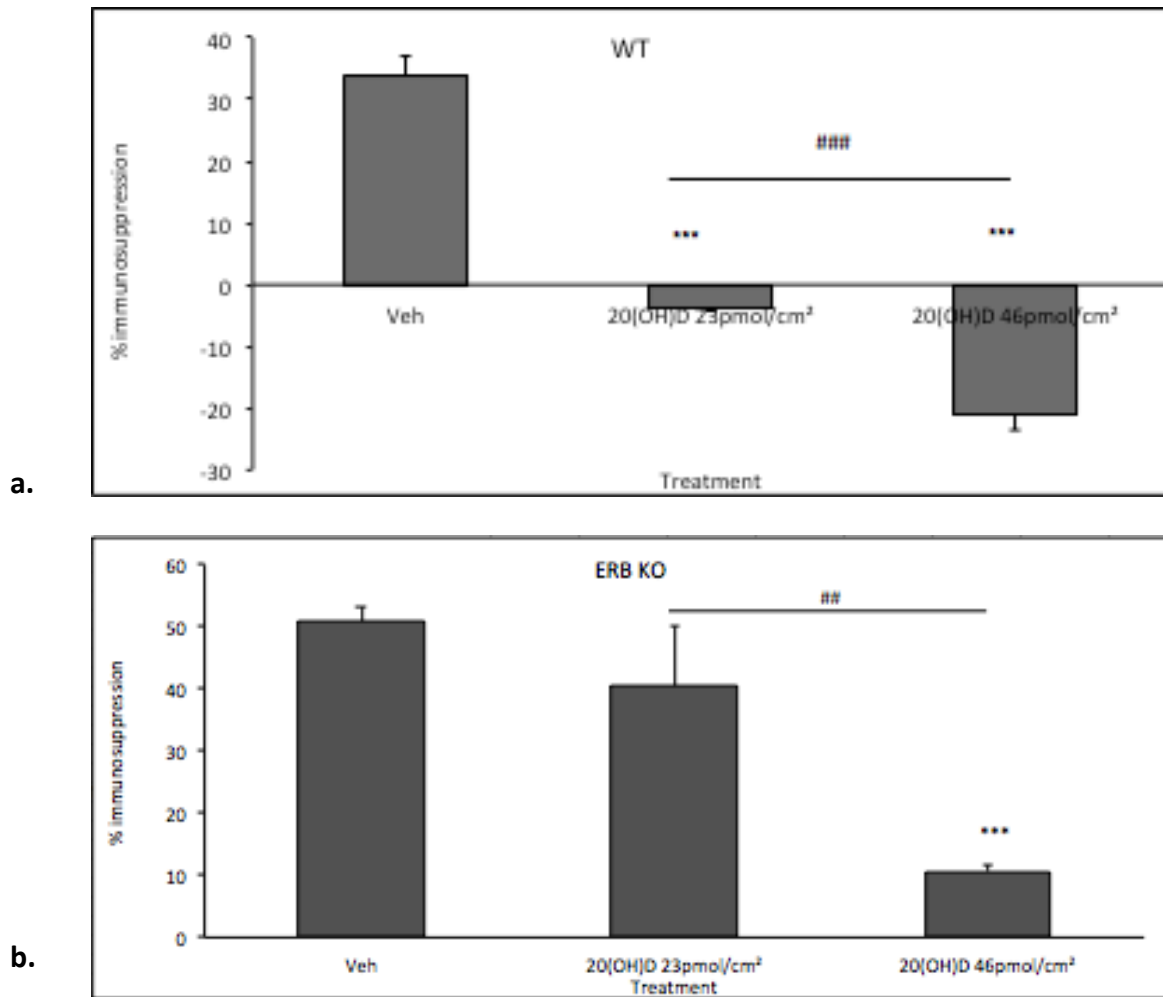 WT
40
30
20
10
0
-10
-20
-30
% immunosuppression
###
***
***
Veh
20(OH)D 23pmol/cm²
20(OH)D 46pmol/cm²
Treatment
a.
ERB KO
60
50
40
30
20
10
0
% immunosuppression
##
***
Veh
20(OH)D 23pmol/cm²
20(OH)D 46pmol/cm²
Treatment
b.